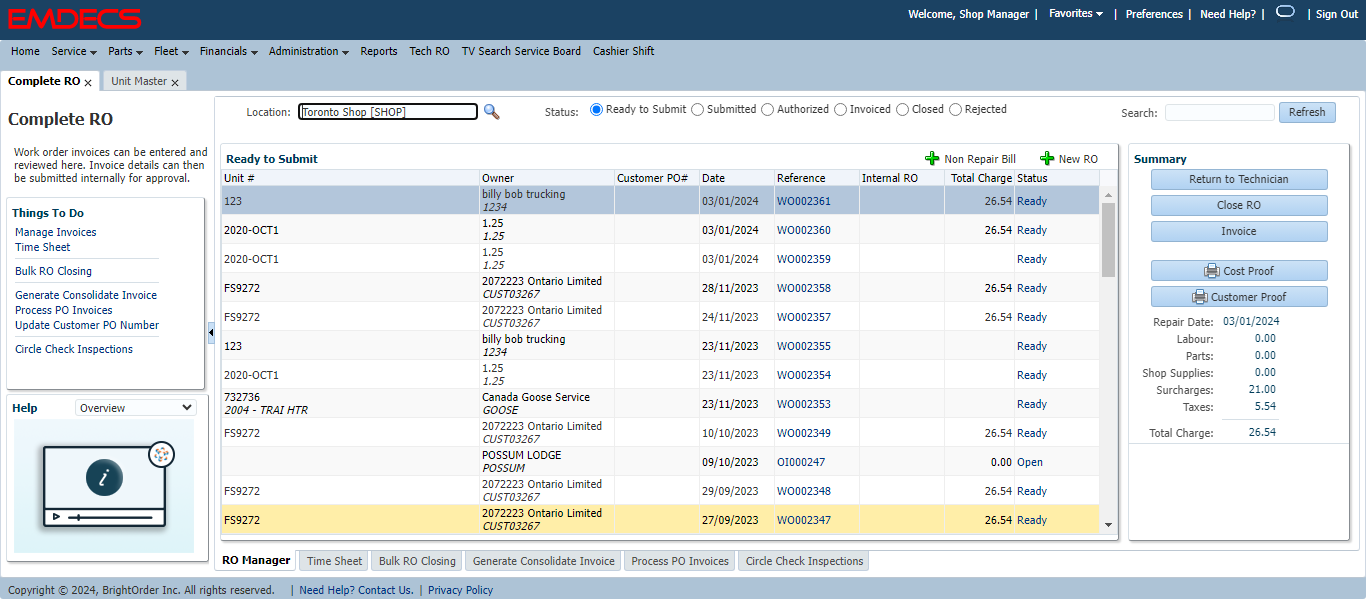 EMDECS
Welcome, Shop Manager | Favorites | Preferences | Need Help? | | Sign Out
Home Service Parts Fleet Financials Administration Reports Tech RO TV Search Service Board Cashier Shift
Complete RO x Unit Master x
Complete RO
Work order invoices can be entered and
reviewed here. Invoice details can then
be submitted internally for approval.
Things To Do
Manage Invoices
Time Sheet
Bulk RO Closing
Generate Consolidate Invoice
Process PO Invoices
Update Customer PO Number
Circle Check Inspections
Help Overview
i
Location: Toronto Shop [SHOP] Status: Ready to Submit Submitted Authorized Invoiced Closed Rejected Search: Refresh
Ready to Submit Non Repair Bill New RO
Unit # Owner Customer PO# Date Reference Internal RO Total Charge Status
123 billy bob trucking 03/01/2024 WO002361 26.54 Ready
1234
2020-OCT1 1.25 03/01/2024 WO002360 26.54 Ready
1.25
2020-OCT1 1.25 03/01/2024 WO002359 Ready
1.25
FS9272 2072223 Ontario Limited 28/11/2023 WO002358 26.54 Ready
CUST03267
FS9272 2072223 Ontario Limited 24/11/2023 WO002357 26.54 Ready
CUST03267
123 billy bob trucking 23/11/2023 WO002355 Ready
1234
2020-OCT1 1.25 23/11/2023 WO002354 Ready
1.25
732736 Canada Goose Service 23/11/2023 WO002353 Ready
2004 - TRAI HTR GOOSE
FS9272 2072223 Ontario Limited 10/10/2023 WO002349 26.54 Ready
CUST03267
POSSUM LODGE 09/10/2023 OI000247 0.00 Open
POSSUM
FS9272 2072223 Ontario Limited 29/09/2023 WO002348 26.54 Ready
CUST03267
FS9272 2072223 Ontario Limited 27/09/2023 WO002347 26.54 Ready
CUST03267
Summary
Return to Technician
Close RO
Invoice
Cost Proof
Customer Proof
Repair Date: 03/01/2024
Labour: 0.00
Parts: 0.00
Shop Supplies: 0.00
Surcharges: 21.00
Taxes: 5.54
Total Charge: 26.54
RO Manager Time Sheet Bulk RO Closing Generate Consolidate Invoice Process PO Invoices Circle Check Inspections
Copyright © 2024, BrightOrder Inc. All rights reserved. | Need Help? Contact Us. | Privacy Policy